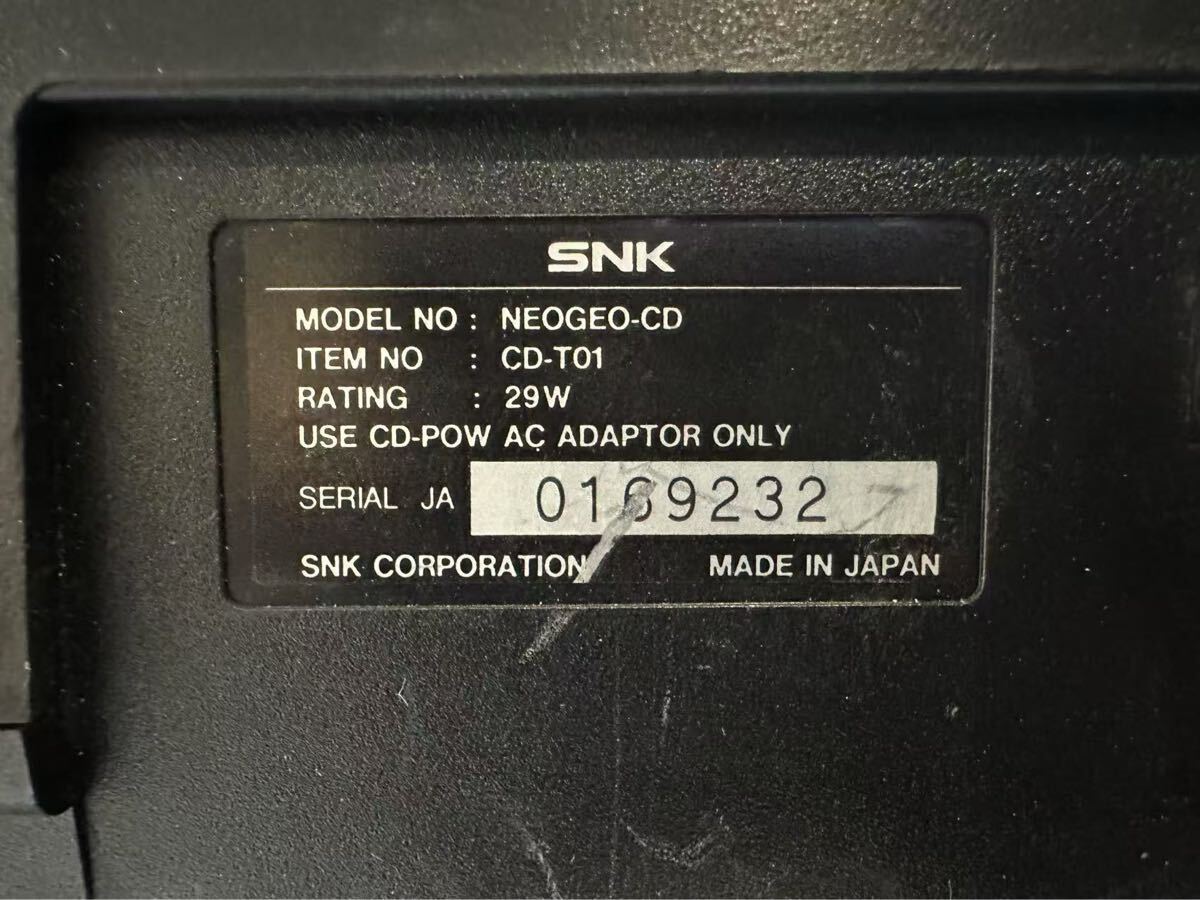 SNK
MODEL NO : NEOGEO-CD
ITEM NO : CD-T01
RATING : 29W
USE CD-POW AC ADAPTOR ONLY
SERIAL JA 0169232
SNK CORPORATION MADE IN JAPAN